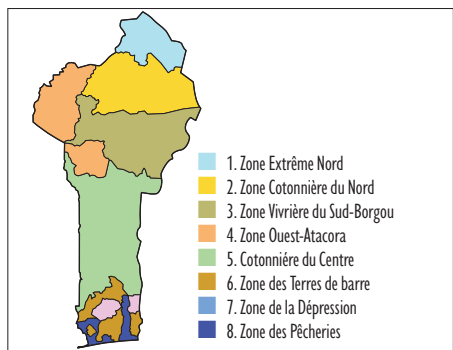 1. Zone Extrême Nord
2. Zone Cotonnière du Nord
3. Zone Vivrière du Sud-Borgou
4. Zone Ouest-Atacora
5. Cotonniére du Centre
6. Zone des Terres de barre
7. Zone de la Dépression
8. Zone des Pêcheries